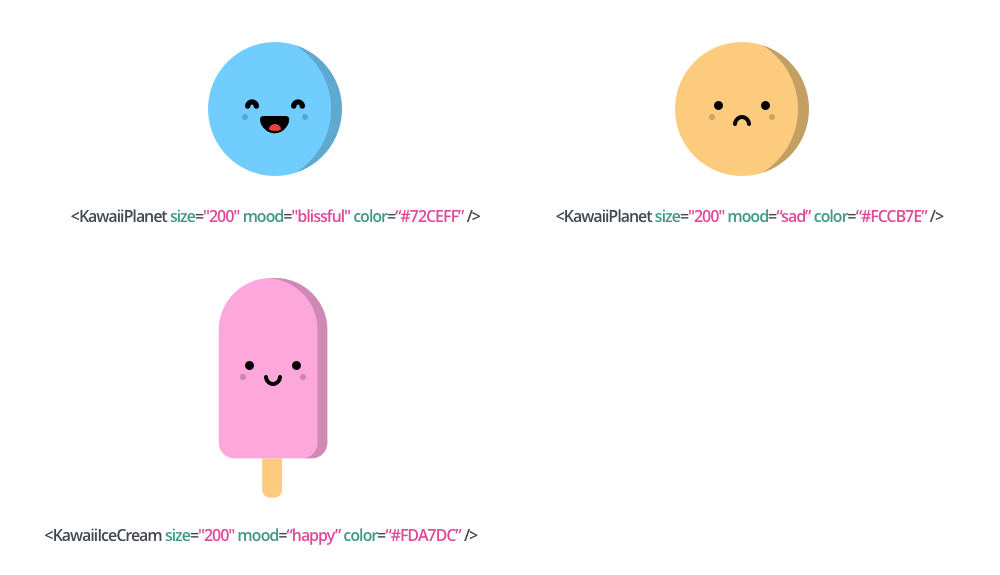 <KawaiiPlanet size="200" mood="blissful" color=“#72CEFF” />
<KawaiiPlanet size="200" mood=“sad” color=“#FCCB7E” />
<KawaiiIceCream size="200" mood=“happy” color=“#FDA7DC” />